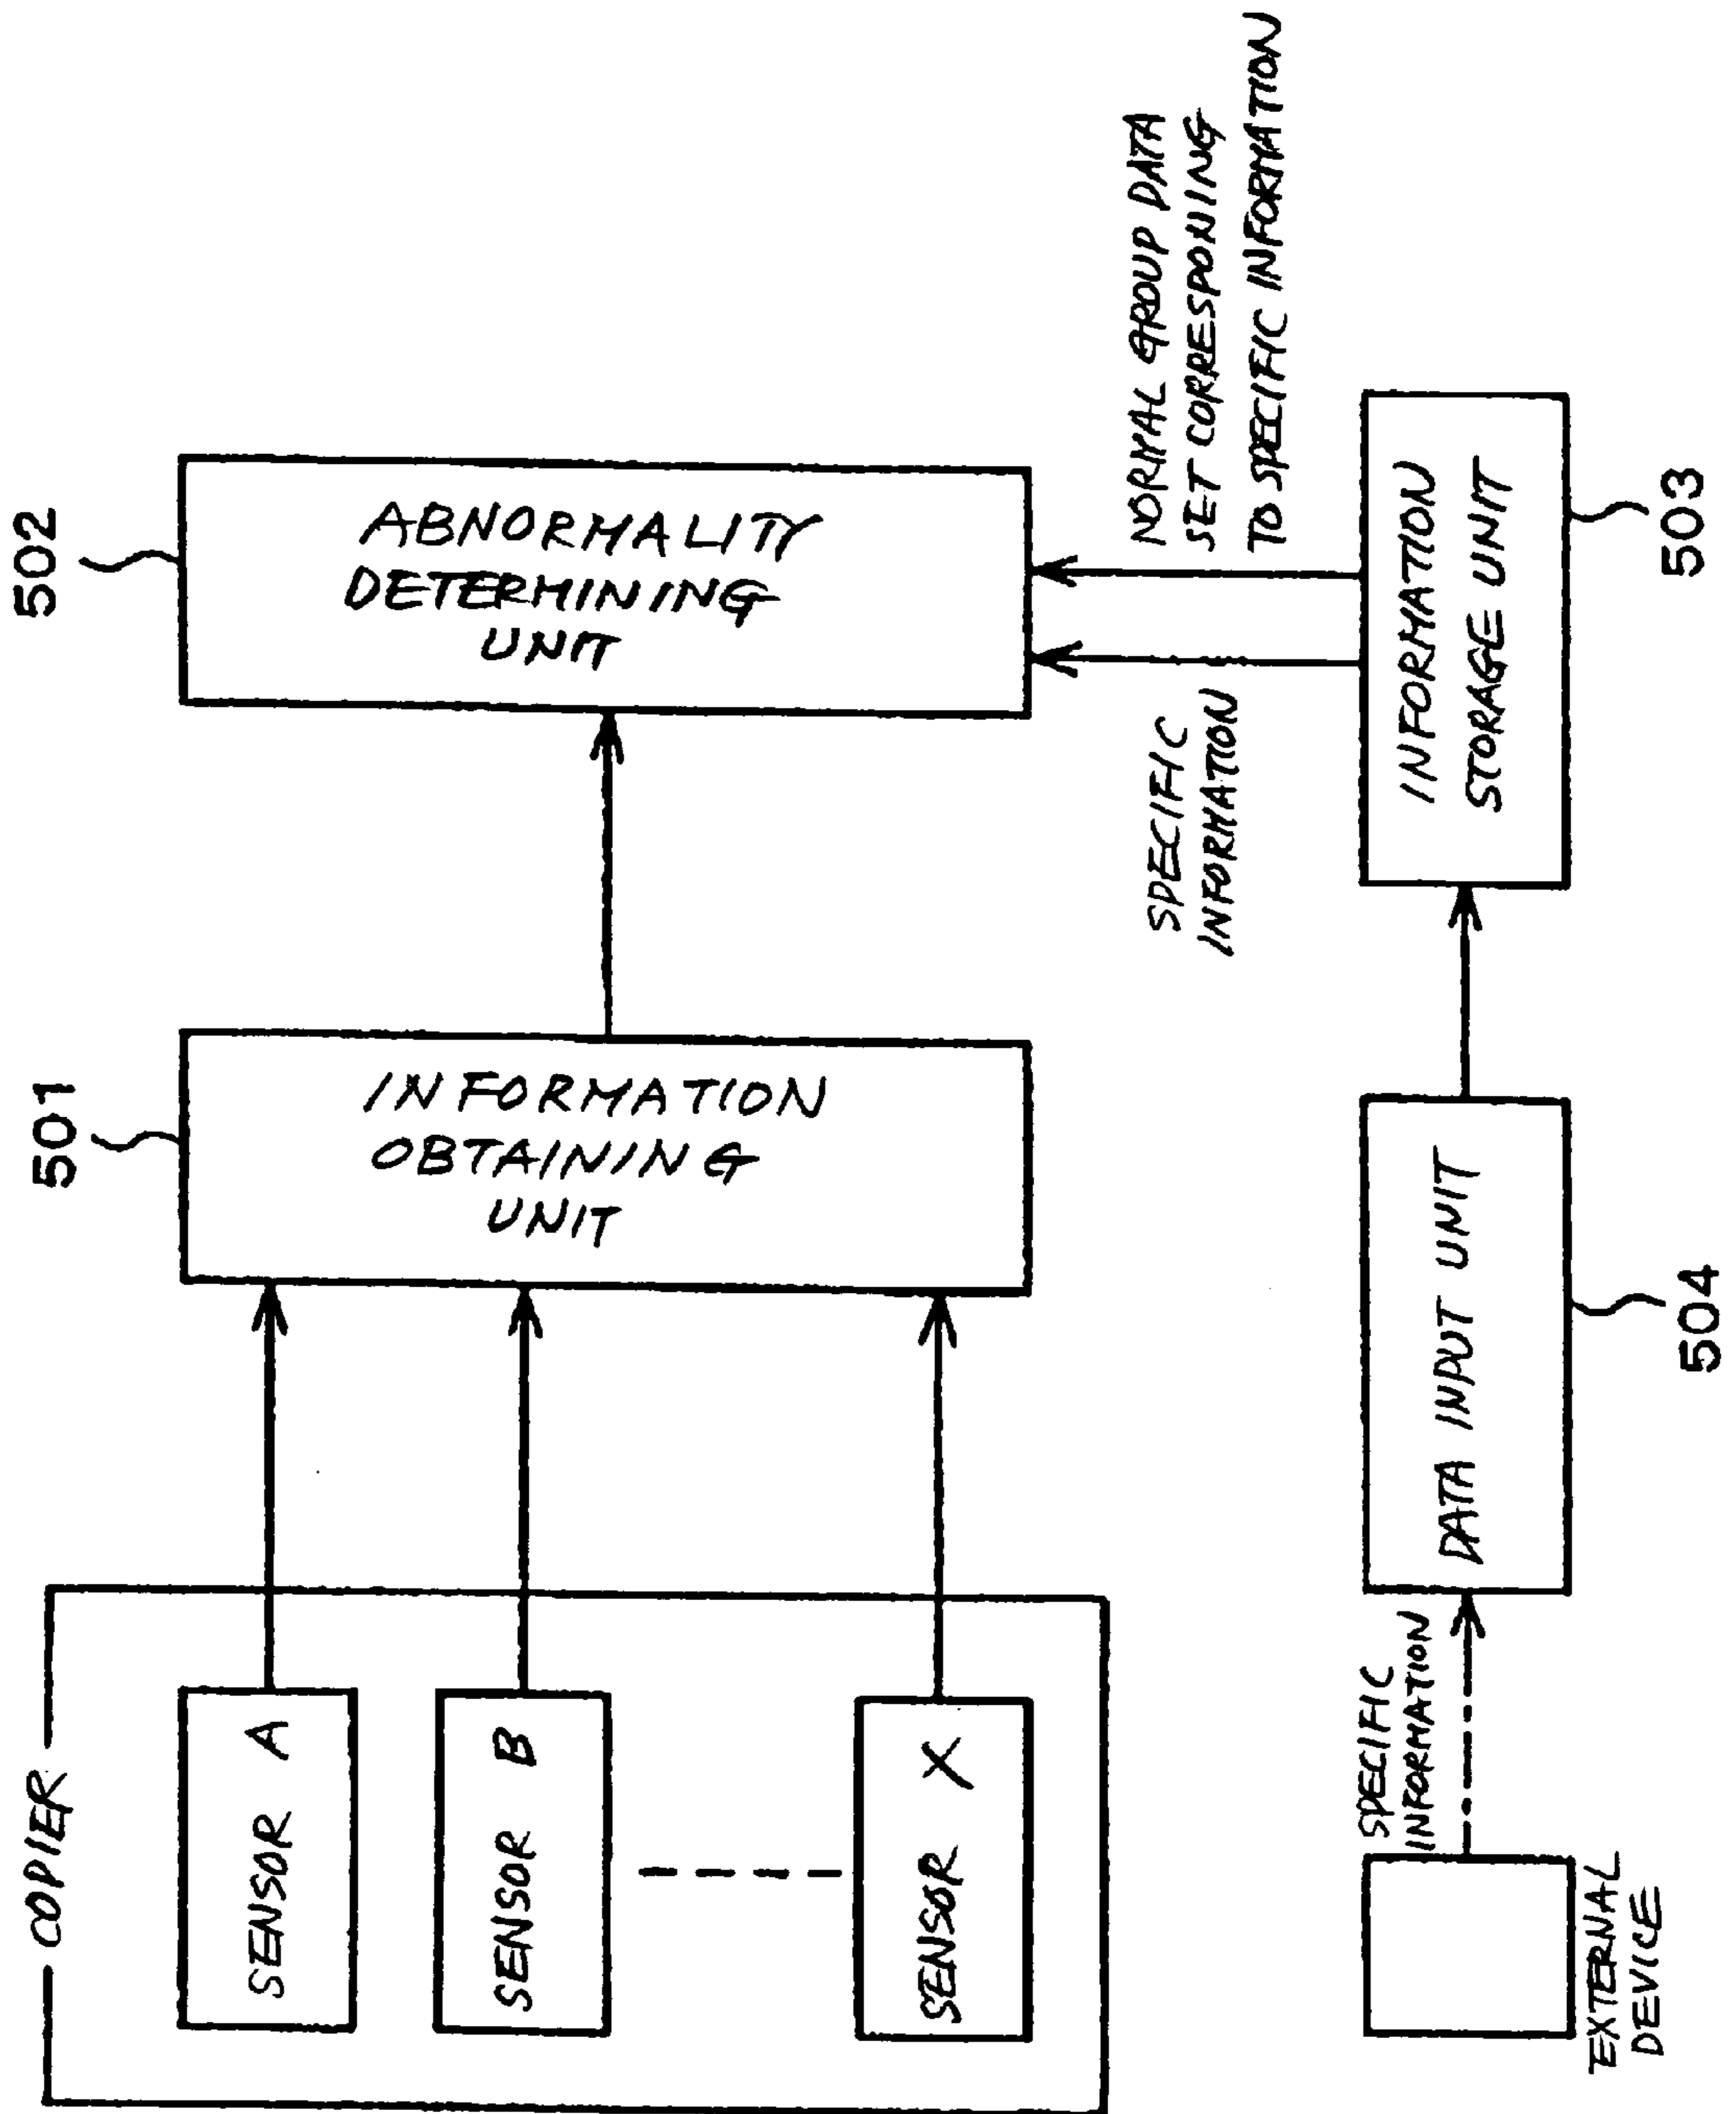 COPIER
SENSOR A
SENSOR B
SENSOR X
501
INFORMATION
OBTAINING
UNIT
502
ABNORMALITY
DETERMINING
UNIT
SPECIFIC
INFORMATION
NORMAL GROUP DATA
SET CORRESPONING
TO SPECIFIC INFORMATION
EXTERNAL
DEVICE
SPECIFIC
INFORMATION
DATA INPUT UNIT
504
INFORMATION
STORAGE UNIT
503